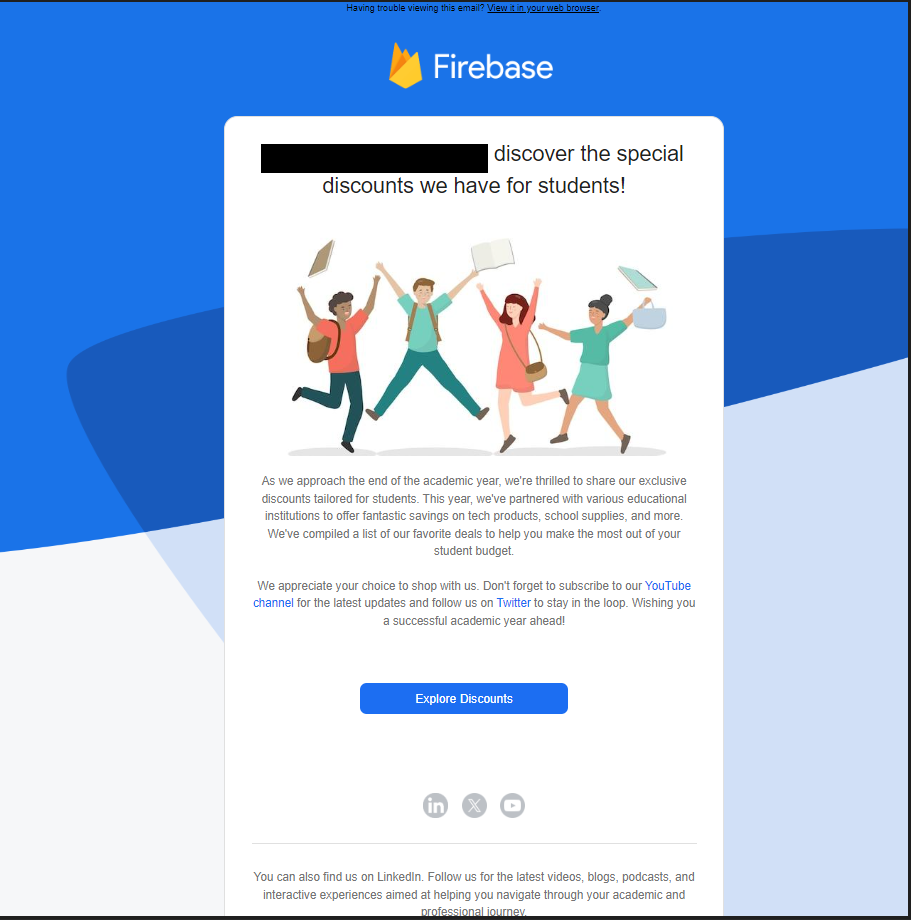 Having trouble viewing this email? View it in your web browser.
Firebase
discover the special
discounts we have for students!
As we approach the end of the academic year, we're thrilled to share our exclusive
discounts tailored for students. This year, we've partnered with various educational
institutions to offer fantastic savings on tech products, school supplies, and more.
We've compiled a list of our favorite deals to help you make the most out of your
student budget.
We appreciate your choice to shop with us. Don't forget to subscribe to our YouTube
channel for the latest updates and follow us on Twitter to stay in the loop. Wishing you
a successful academic year ahead!
Explore Discounts
in
You can also find us on LinkedIn. Follow us for the latest videos, blogs, podcasts, and
interactive experiences aimed at helping you navigate through your academic and
professional journey.